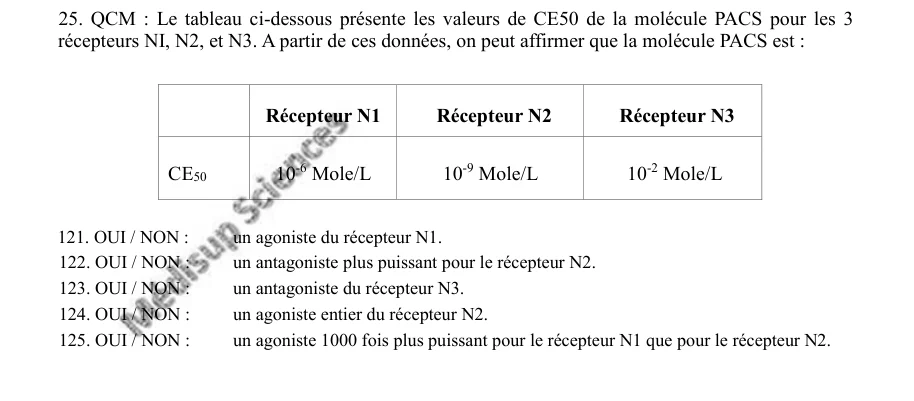 25. QCM : Le tableau ci-dessous présente les valeurs de CE50 de la molécule PACS pour les 3
récepteurs NI, N2, et N3. A partir de ces données, on peut affirmer que la molécule PACS est :
Récepteur N1 Récepteur N2 Récepteur N3
CE₅₀ 10⁻⁶ Mole/L 10⁻⁹ Mole/L 10⁻² Mole/L
121. OUI / NON : un agoniste du récepteur N1.
122. OUI / NON : un antagoniste plus puissant pour le récepteur N2.
123. OUI / NON : un antagoniste du récepteur N3.
124. OUI / NON : un agoniste entier du récepteur N2.
125. OUI / NON : un agoniste 1000 fois plus puissant pour le récepteur N1 que pour le récepteur N2.
Medisup Sciences